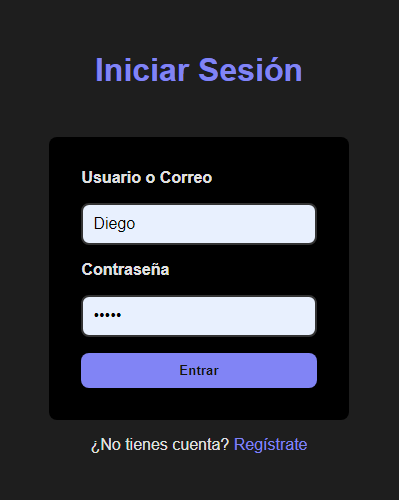 Iniciar Sesión
Usuario o Correo
Diego
Contraseña
•••••
Entrar
¿No tienes cuenta? Regístrate